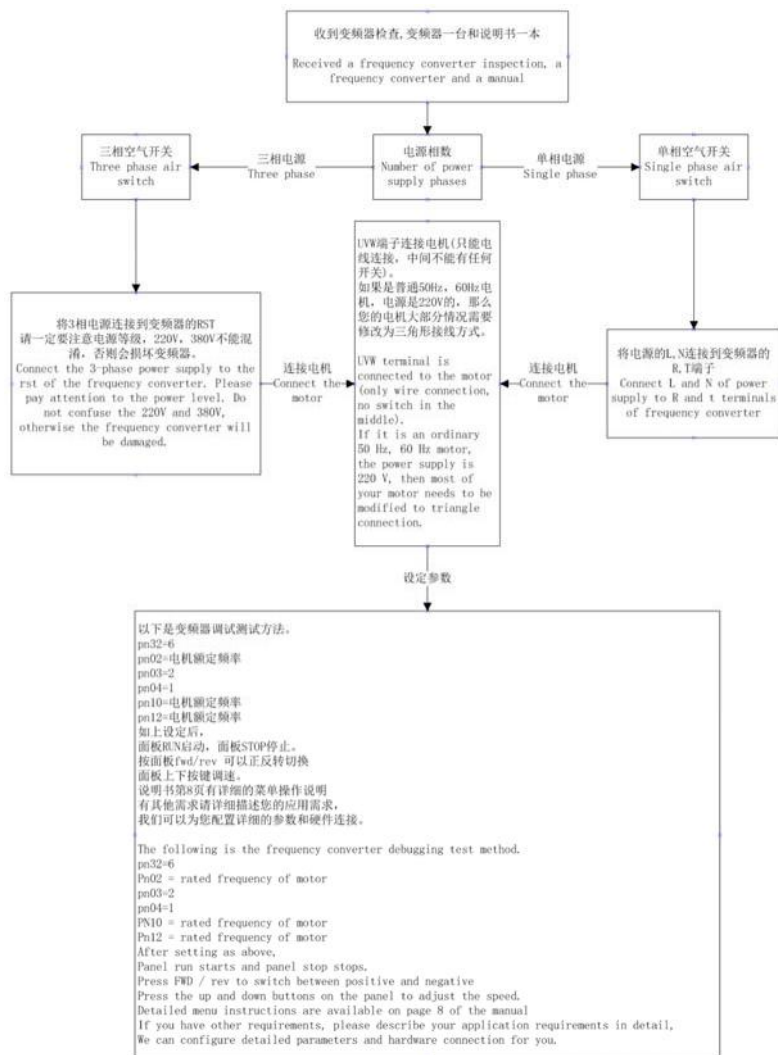 收到变频器检查,变频器一台和说明书一本
Received a frequency converter inspection, a
frequency converter and a manual
三相空气开关
Three phase air
switch
三相电源
Three phase
电源相数
Number of power
supply phases
单相电源
Single phase
单相空气开关
Single phase air
switch
将3相电源连接到变频器的RST
请一定要注意电源等级，220V，380V不能混
淆，否则会损坏变频器。
Connect the 3-phase power supply to the
rst of the frequency converter. Please
pay attention to the power level. Do
not confuse the 220V and 380V,
otherwise the frequency converter will
be damaged.
连接电机
Connect the
motor
UVW端子连接电机(只能电
线连接，中间不能有任何
开关)。
如果是普通50Hz，60Hz电
机，电源是220V的，那么
您的电机大部分情况需要
修改为三角形接线方式。
UVW terminal is
connected to the motor
(only wire connection,
no switch in the
middle).
If it is an ordinary
50 Hz, 60 Hz motor,
the power supply is
220 V, then most of
your motor needs to be
modified to triangle
connection.
连接电机
Connect the
motor
将电源的L,N连接到变频器的
R,T端子
Connect L and N of power
supply to R and t terminals
of frequency converter
设定参数
以下是变频器调试测试方法。
pn32=6
pn02=电机额定频率
pn03=2
pn04=1
pn10=电机额定频率
pn12=电机额定频率
如上设定后，
面板RUN启动，面板STOP停止。
按面板fwd/rev 可以正反转切换
面板上下按键调速。
说明书第8页有详细的菜单操作说明
有其他需求请详细描述您的应用需求，
我们可以为您配置详细的参数和硬件连接。
The following is the frequency converter debugging test method.
pn32=6
Pn02 = rated frequency of motor
pn03=2
pn04=1
PN10 = rated frequency of motor
Pn12 = rated frequency of motor
After setting as above,
Panel run starts and panel stop stops.
Press FWD / rev to switch between positive and negative
Press the up and down buttons on the panel to adjust the speed.
Detailed menu instructions are available on page 8 of the manual
If you have other requirements, please describe your application requirements in detail,
We can configure detailed parameters and hardware connection for you.